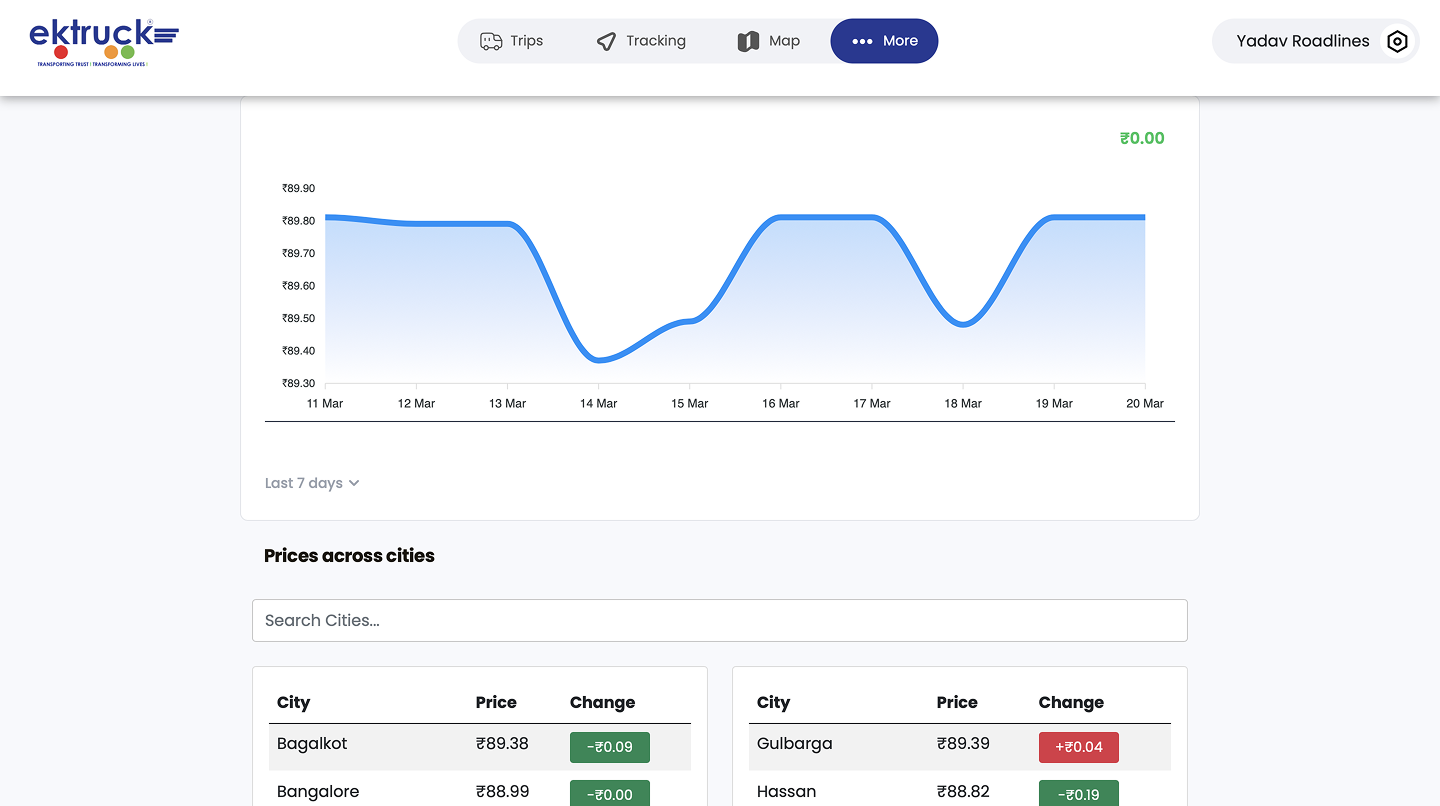 ektruck
TRANSPORTING TRUST | TRANSFORMING LIVES |
Trips
Tracking
Map
More
Yadav Roadlines
₹0.00
₹89.90
₹89.80
₹89.70
₹89.60
₹89.50
₹89.40
₹89.30
11 Mar 12 Mar 13 Mar 14 Mar 15 Mar 16 Mar 17 Mar 18 Mar 19 Mar 20 Mar
Last 7 days
Prices across cities
Search Cities...
City Price Change
Bagalkot ₹89.38 -₹0.09
Bangalore ₹88.99 -₹0.00
City Price Change
Gulbarga ₹89.39 +₹0.04
Hassan ₹88.82 -₹0.19